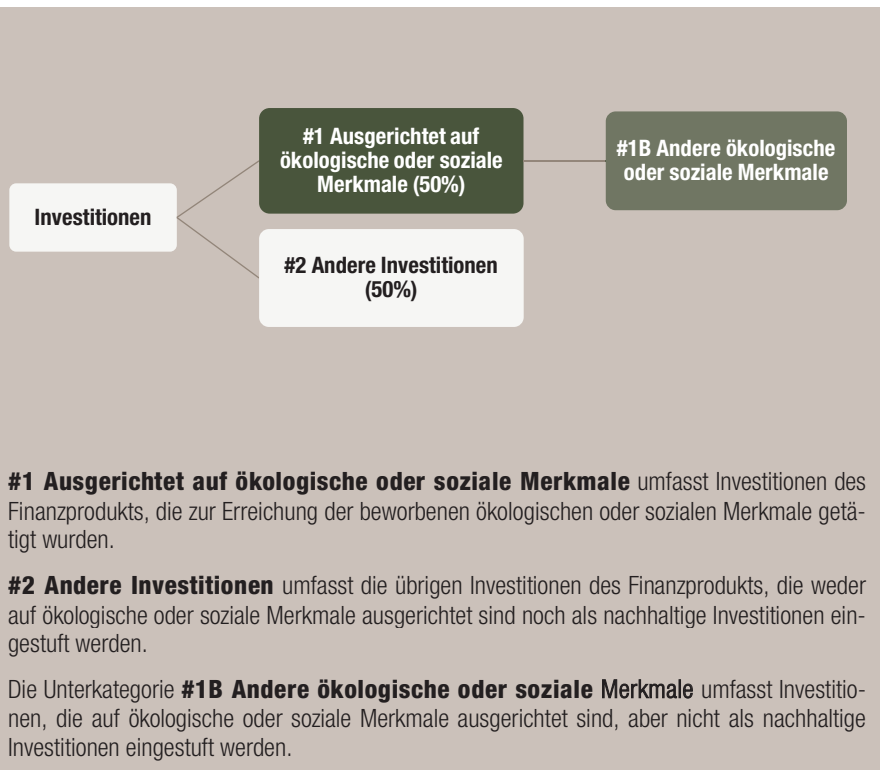 #1 Ausgerichtet auf
ökologische oder soziale
Merkmale (50%)
#1B Andere ökologische
oder soziale Merkmale
Investitionen
#2 Andere Investitionen
(50%)
#1 Ausgerichtet auf ökologische oder soziale Merkmale umfasst Investitionen des
Finanzprodukts, die zur Erreichung der beworbenen ökologischen oder sozialen Merkmale getä-
tigt wurden.
#2 Andere Investitionen umfasst die übrigen Investitionen des Finanzprodukts, die weder
auf ökologische oder soziale Merkmale ausgerichtet sind noch als nachhaltige Investitionen ein-
gestuft werden.
Die Unterkategorie #1B Andere ökologische oder soziale Merkmale umfasst Investitio-
nen, die auf ökologische oder soziale Merkmale ausgerichtet sind, aber nicht als nachhaltige
Investitionen eingestuft werden.